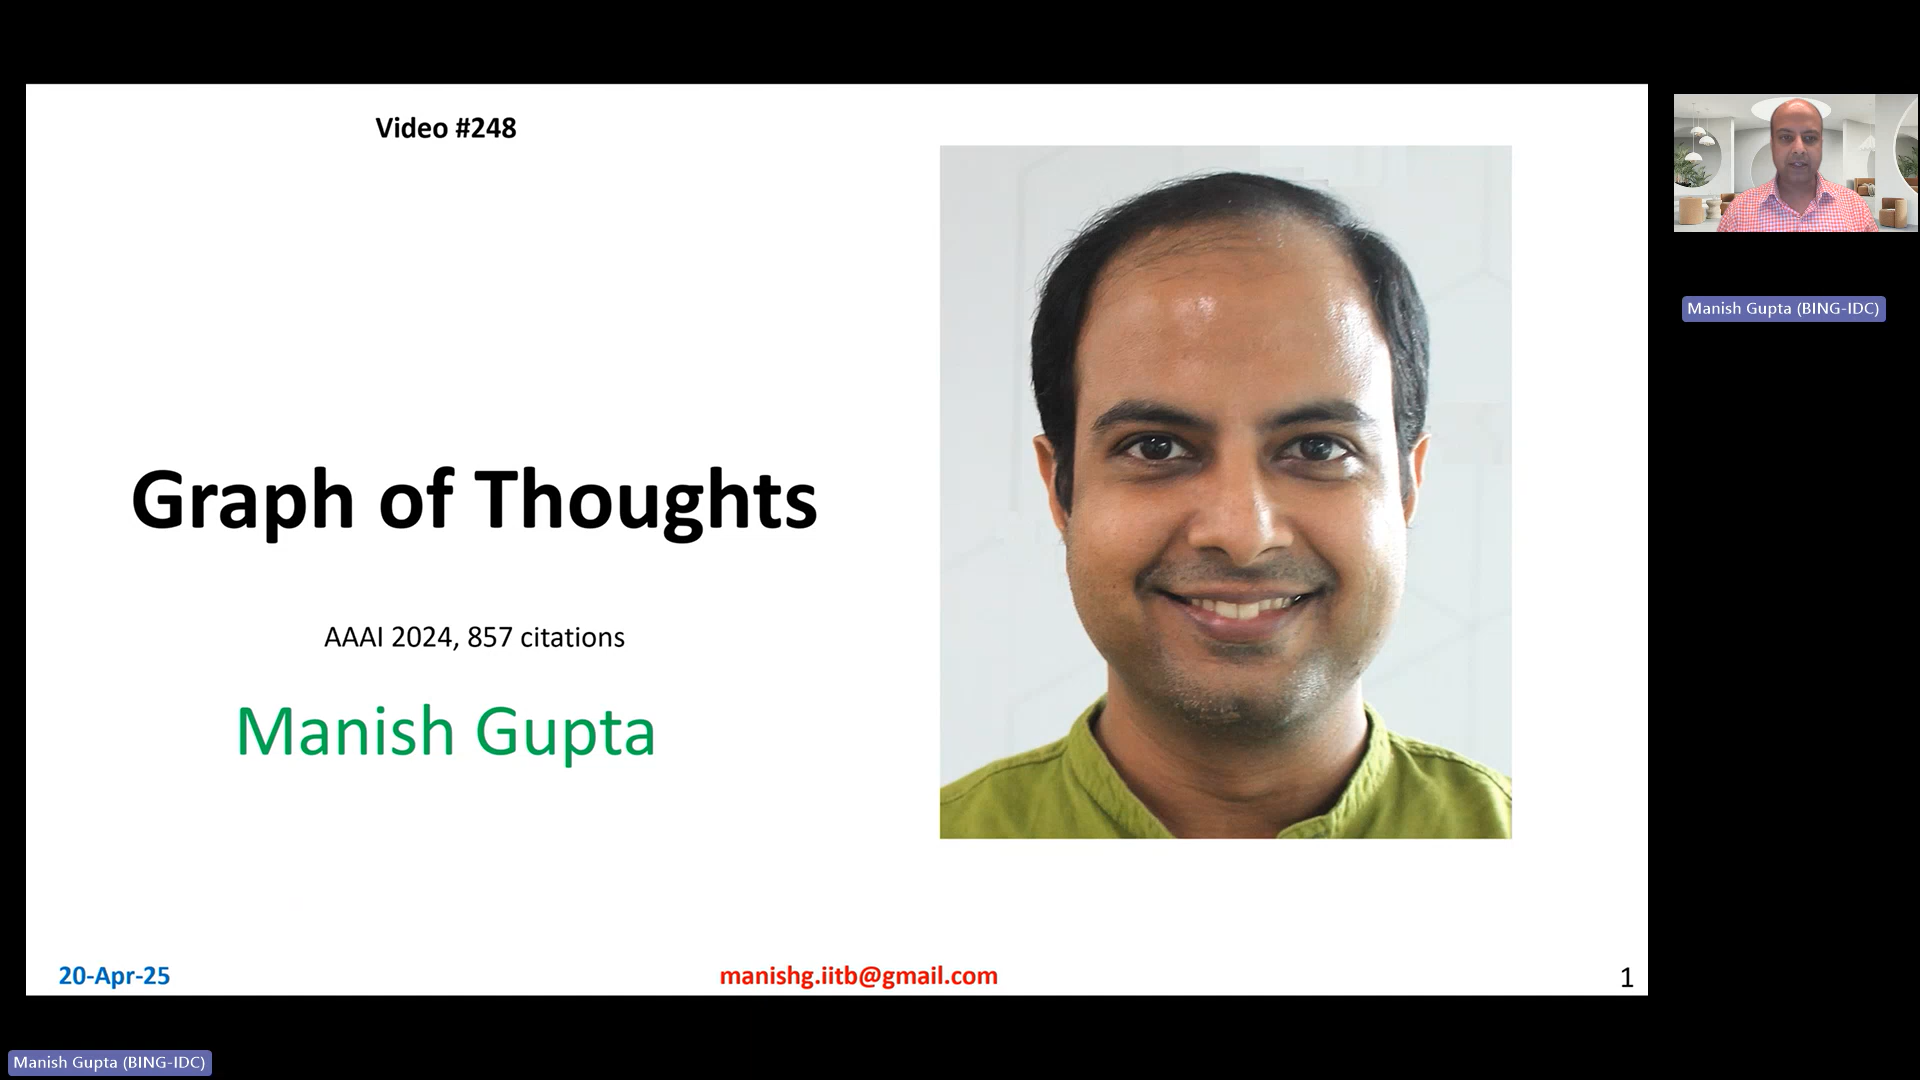 Video #248
Graph of Thoughts
AAAI 2024, 857 citations
Manish Gupta
20-Apr-25
manishg.iitb@gmail.com
1
Manish Gupta (BING-IDC)
Manish Gupta (BING-IDC)